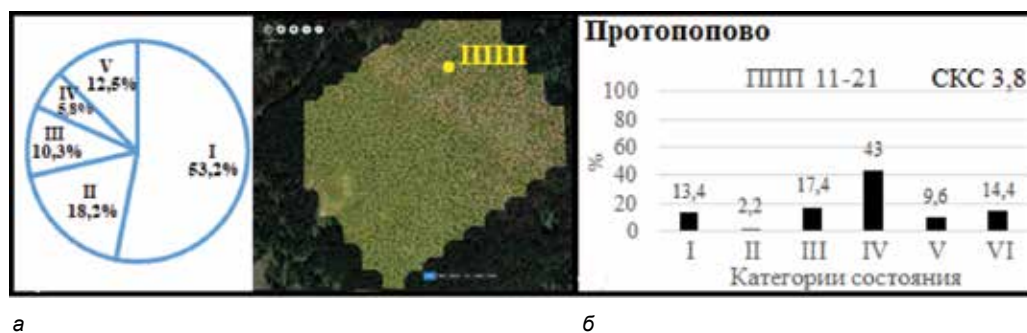 V
12,5%
IV
5,8%
III
10,3%
II
18,2%
I
53,2%
ППП
Протопопово
ППП 11-21 СКС 3,8
%
100
80
60
40
20
0
13,4
2,2
17,4
43
9,6
14,4
I II III IV V VI
Категории состояния
а б